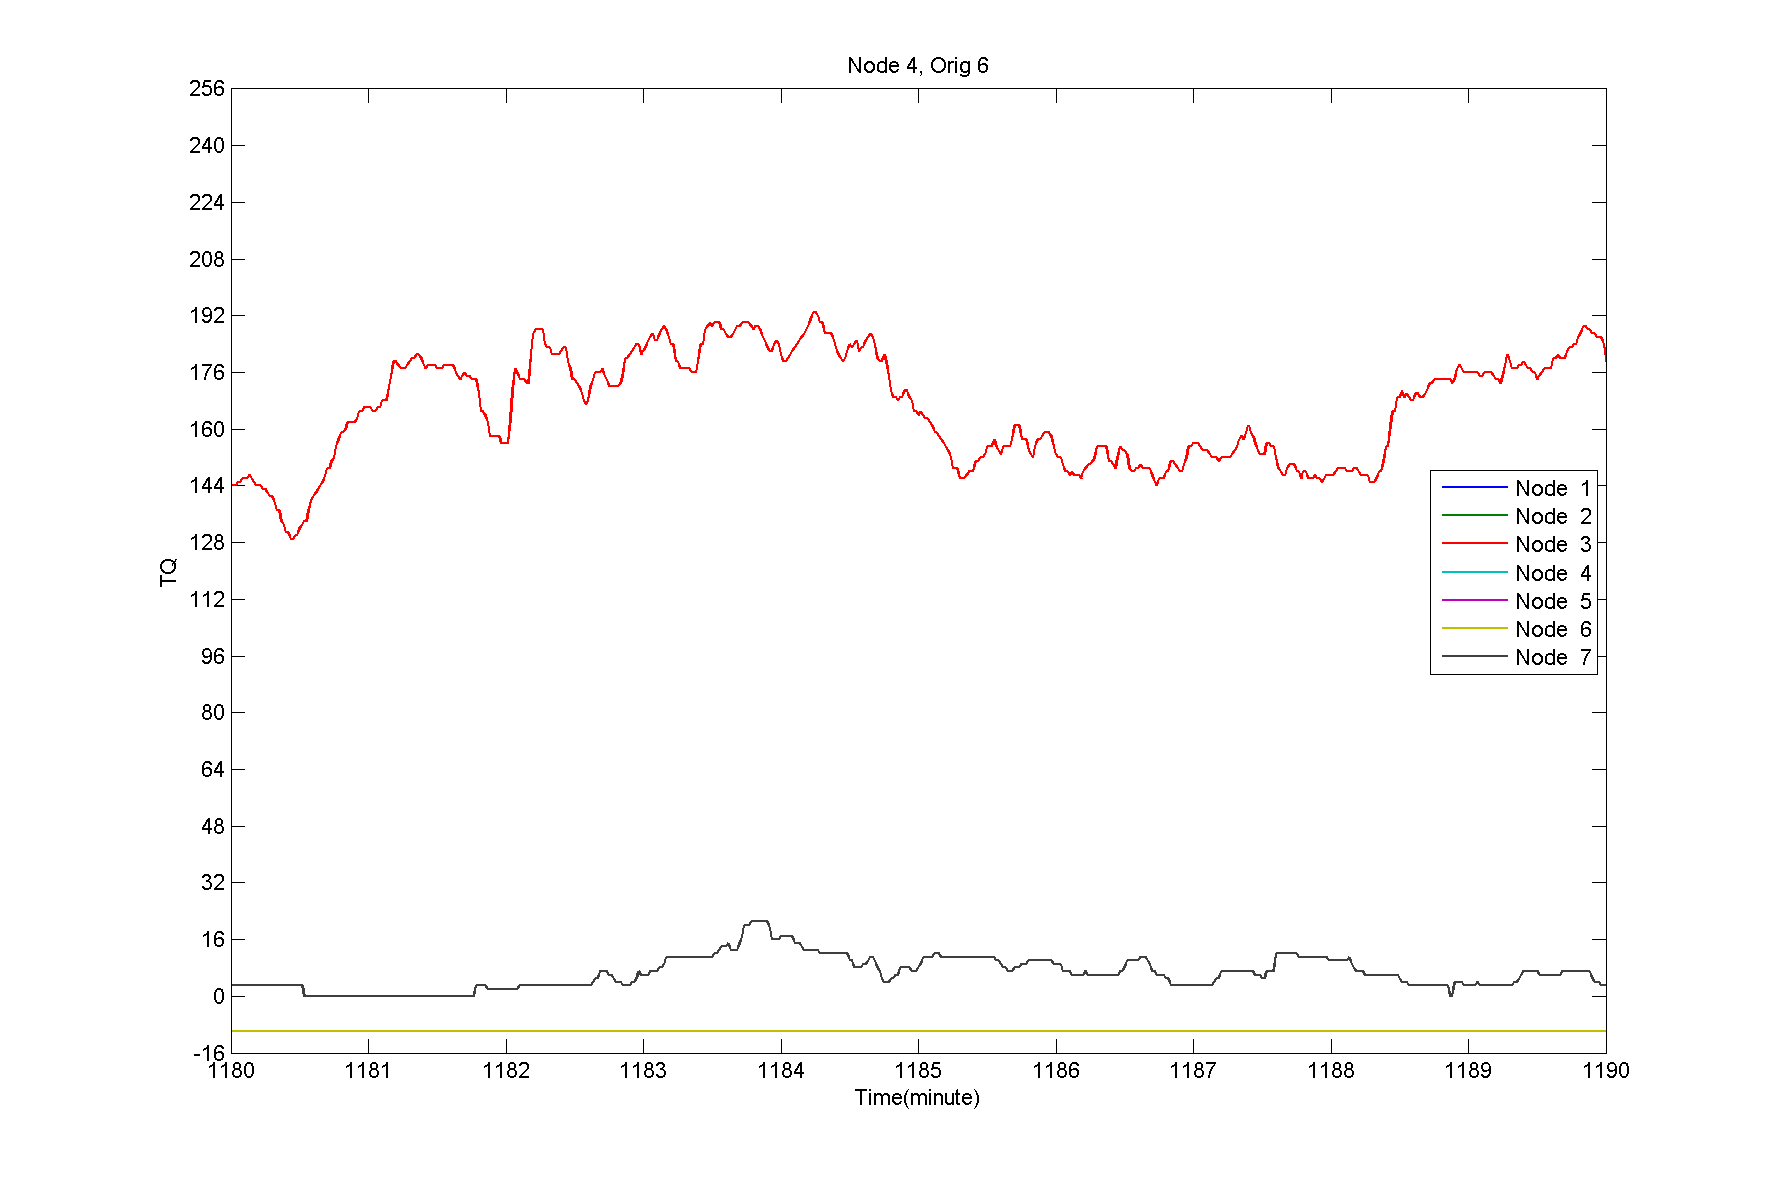 Node 4, Orig 6
256
240
224
208
192
176
160
144
128
112
96
80
64
48
32
16
0
-16
TQ
Node 1
Node 2
Node 3
Node 4
Node 5
Node 6
Node 7
1180 1181 1182 1183 1184 1185 1186 1187 1188 1189 1190
Time(minute)